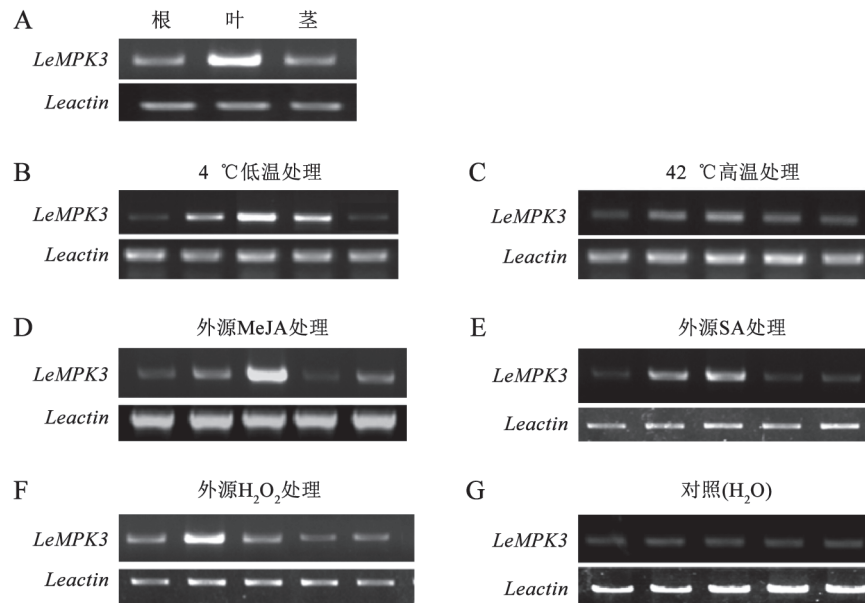 A
根 叶 茎
LeMPK3
Leactin
B
4 ℃低温处理
LeMPK3
Leactin
C
42 ℃高温处理
LeMPK3
Leactin
D
外源MeJA处理
LeMPK3
Leactin
E
外源SA处理
LeMPK3
Leactin
F
外源H₂O₂处理
LeMPK3
Leactin
G
对照(H₂O)
LeMPK3
Leactin